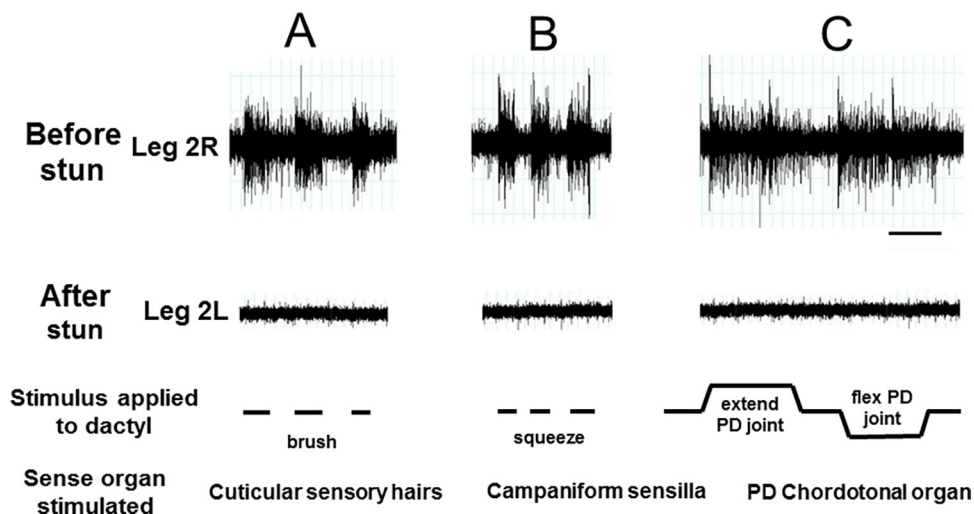 A B C
Before
stun
Leg 2R
After
stun
Leg 2L
Stimulus applied
to dactyl
brush
squeeze
extend
PD joint
flex PD
joint
Sense organ
stimulated
Cuticular sensory hairs
Campaniform sensilla
PD Chordotonal organ